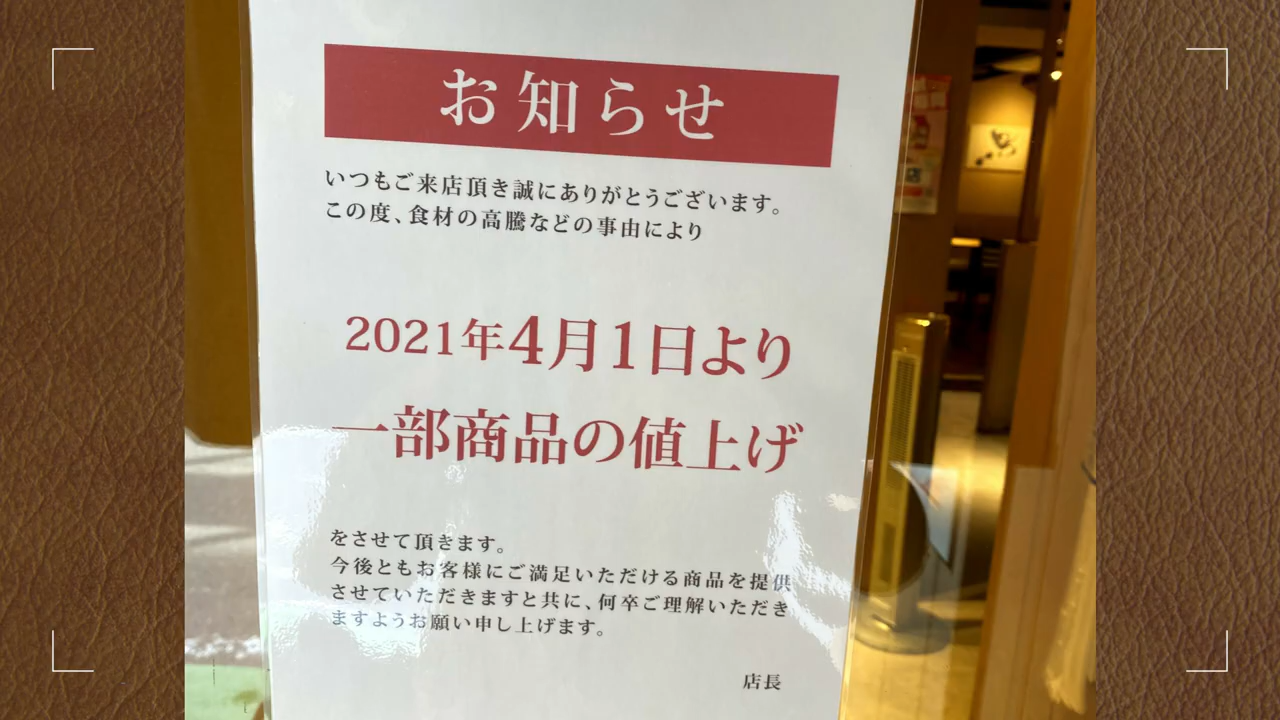 お知らせ
いつもご来店頂き誠にありがとうございます。
この度、食材の高騰などの事由により
2021年4月1日より
一部商品の値上げ
をさせて頂きます。
今後ともお客様にご満足いただける商品を提供
させていただきますと共に、何卒ご理解いただき
ますようお願い申し上げます。
店長